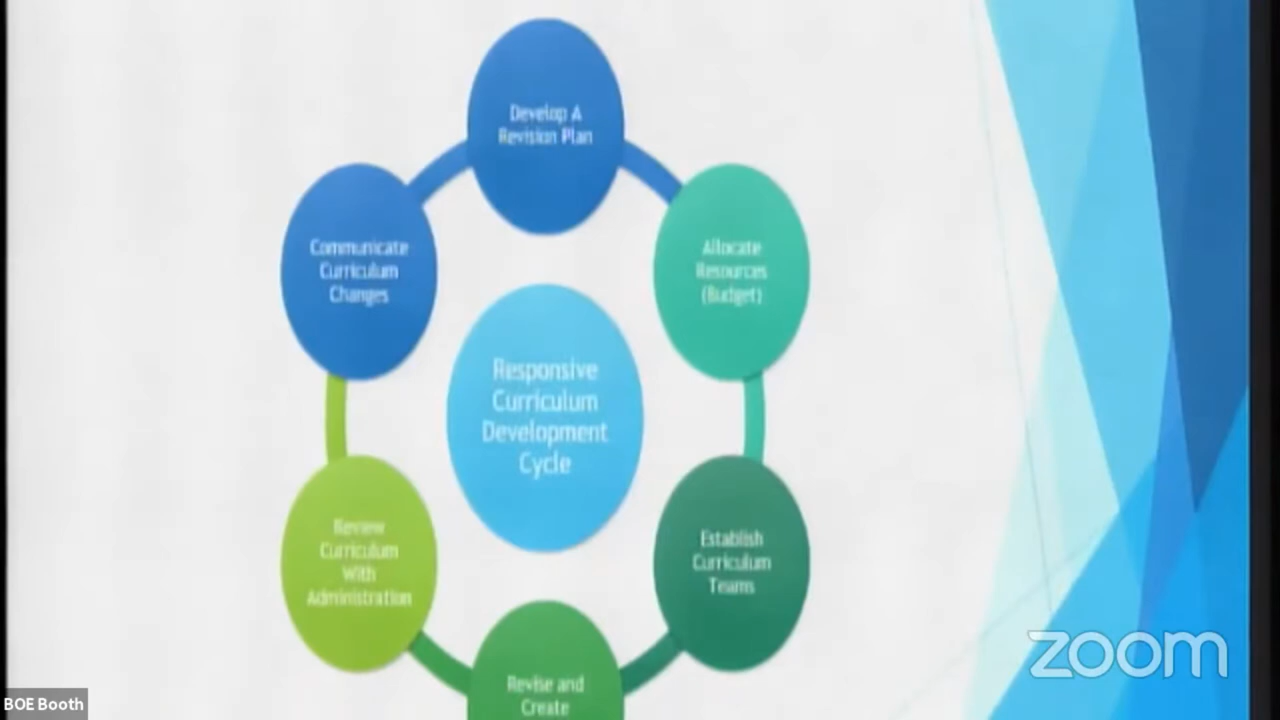 Develop A
Revision Plan
Allocate
Resources
(Budget)
Establish
Curriculum
Teams
Revise and
Create
Review
Curriculum
With
Administration
Communicate
Curriculum
Changes
Responsive
Curriculum
Development
Cycle
zoom
BOE Booth